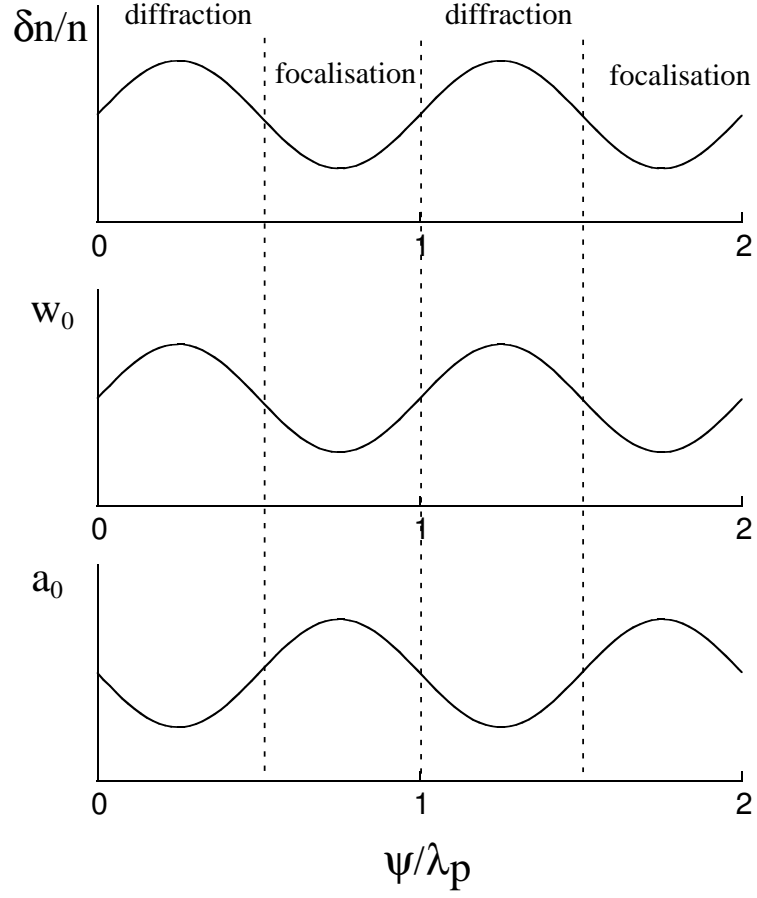 diffraction diffraction
δn/n
focalisation focalisation
0 1 2
w₀
0 1 2
a₀
0 1 2
ψ/λp